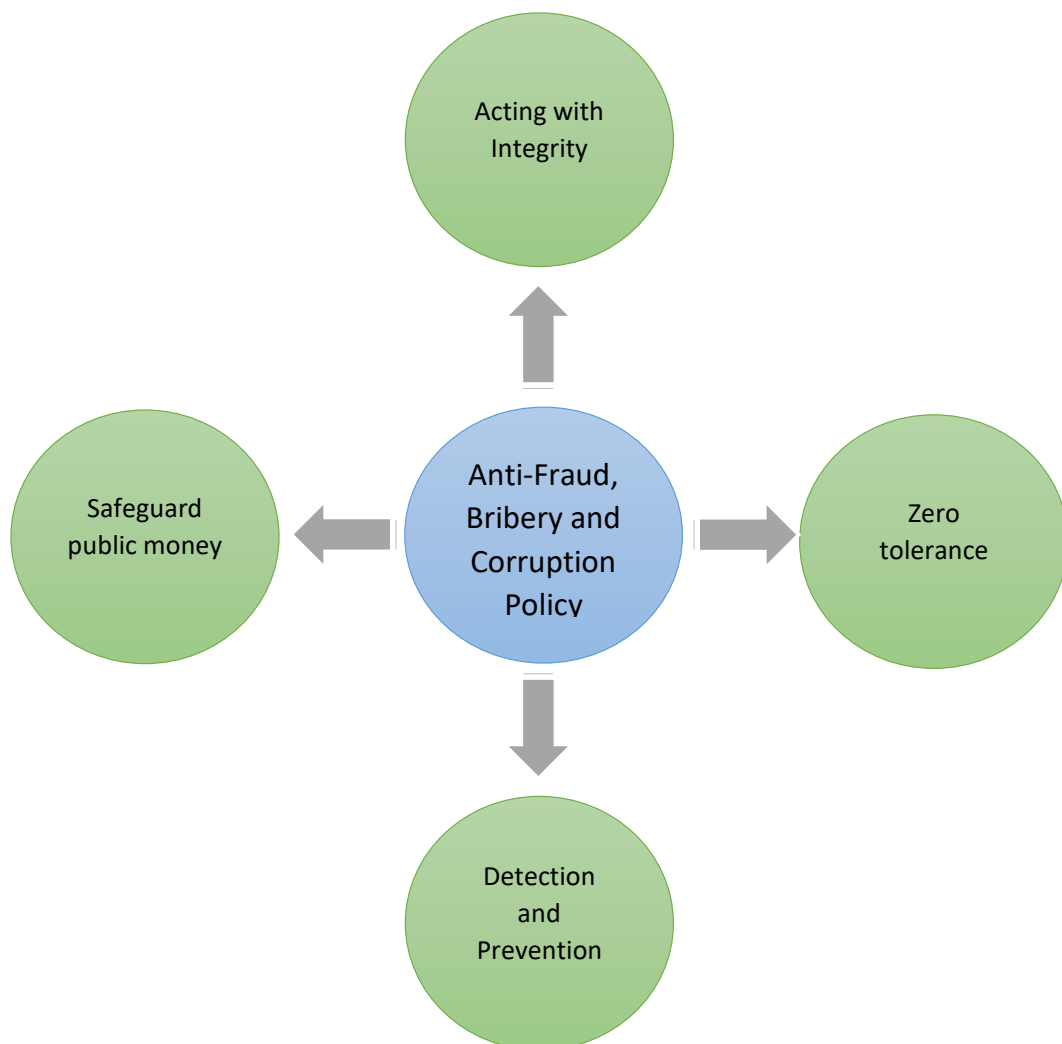 Acting with
Integrity
Safeguard
public money
Anti-Fraud,
Bribery and
Corruption
Policy
Zero
tolerance
Detection
and
Prevention